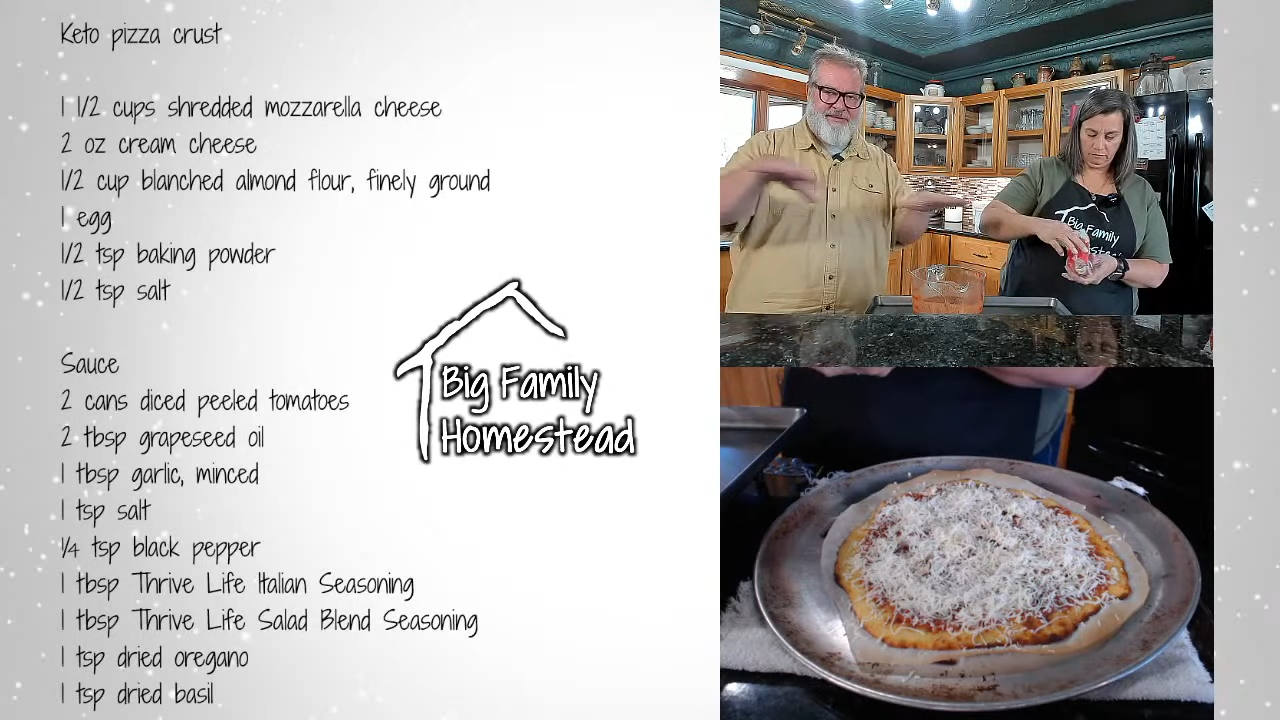 Keto pizza crust
1 1/2 cups shredded mozzarella cheese
2 oz cream cheese
1/2 cup blanched almond flour, finely ground
1 egg
1/2 tsp baking powder
1/2 tsp salt
Sauce
2 cans diced peeled tomatoes
2 tbsp grapeseed oil
1 tbsp garlic, minced
1 tsp salt
1/4 tsp black pepper
1 tbsp Thrive Life Italian Seasoning
1 tbsp Thrive Life Salad Blend Seasoning
1 tsp dried oregano
1 tsp dried basil
Big Family
Homestead
Big Family